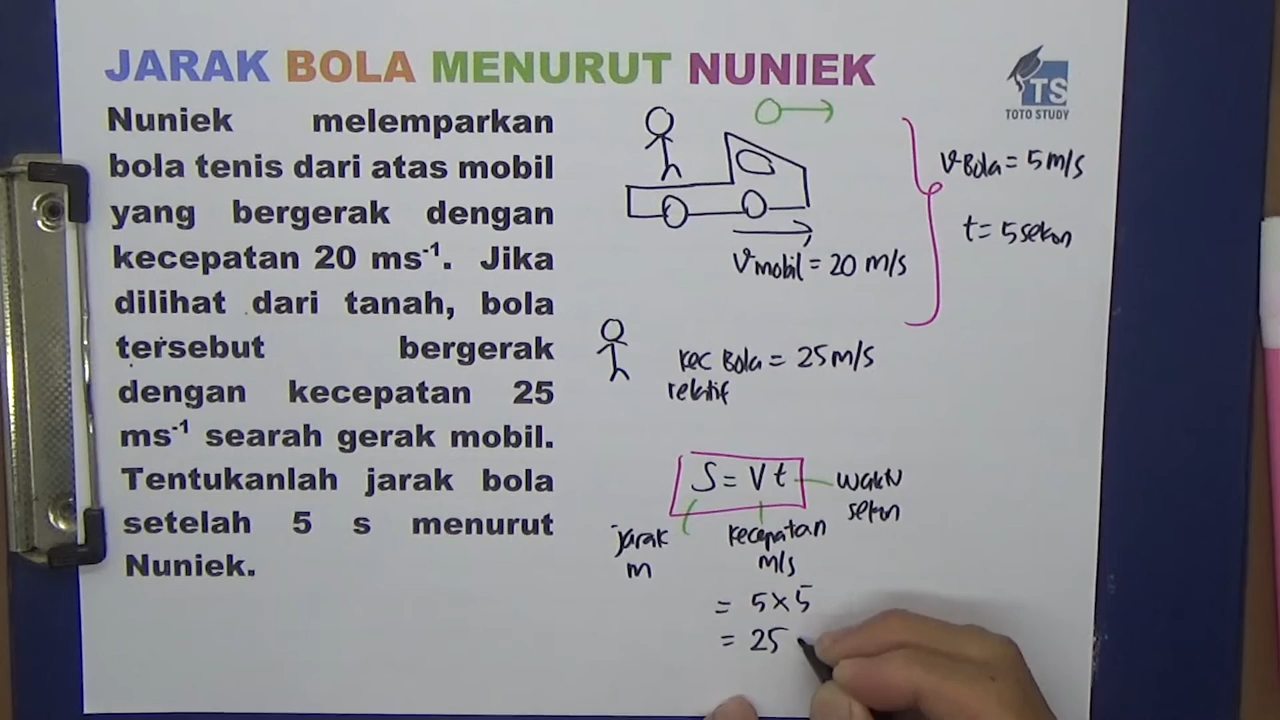 JARAK BOLA MENURUT NUNIEK
TS
TOTO STUDY
Nuniek melemparkan
bola tenis dari atas mobil
yang bergerak dengan
kecepatan 20 ms⁻¹. Jika
dilihat dari tanah, bola
tersebut bergerak
dengan kecepatan 25
ms⁻¹ searah gerak mobil.
Tentukanlah jarak bola
setelah 5 s menurut
Nuniek.
v mobil = 20 m/s
v Bola = 5 m/s
t = 5 sekon
kec Bola = 25 m/s
relatif
S = V t
waktu
sekon
jarak
m
kecepatan
m/s
= 5 × 5
= 25